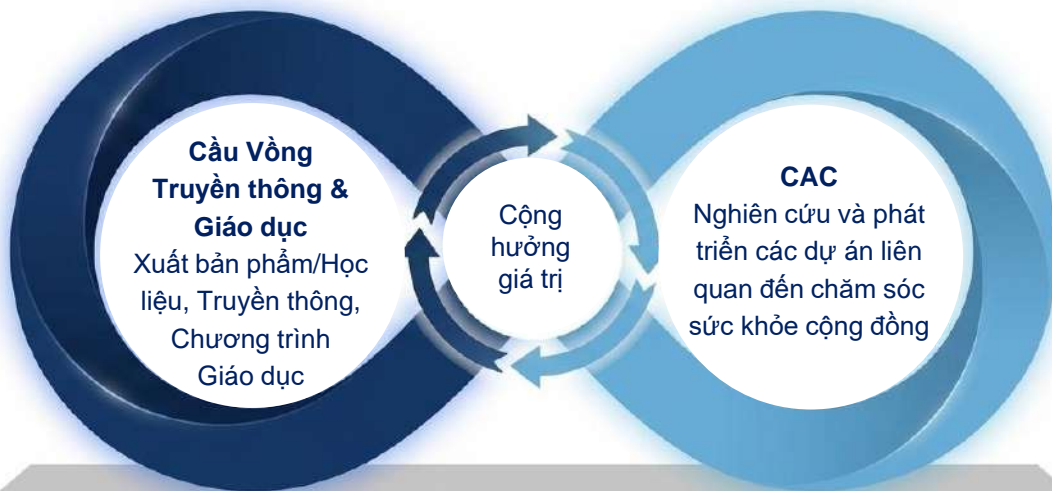 Cầu Vồng
Truyền thông &
Giáo dục
Xuất bản phẩm/Học
liệu, Truyền thông,
Chương trình
Giáo dục
Cộng
hưởng
giá trị
CAC
Nghiên cứu và phát
triển các dự án liên
quan đến chăm sóc
sức khỏe cộng đồng